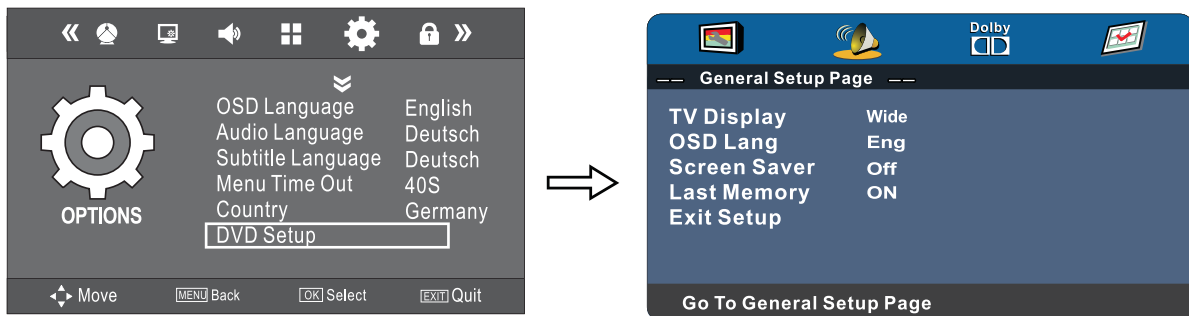 OSD Language English
Audio Language Deutsch
Subtitle Language Deutsch
Menu Time Out 40S
Country Germany
DVD Setup
OPTIONS
Move MENU Back OK Select EXIT Quit
Dolby
-- General Setup Page --
TV Display Wide
OSD Lang Eng
Screen Saver Off
Last Memory ON
Exit Setup
Go To General Setup Page